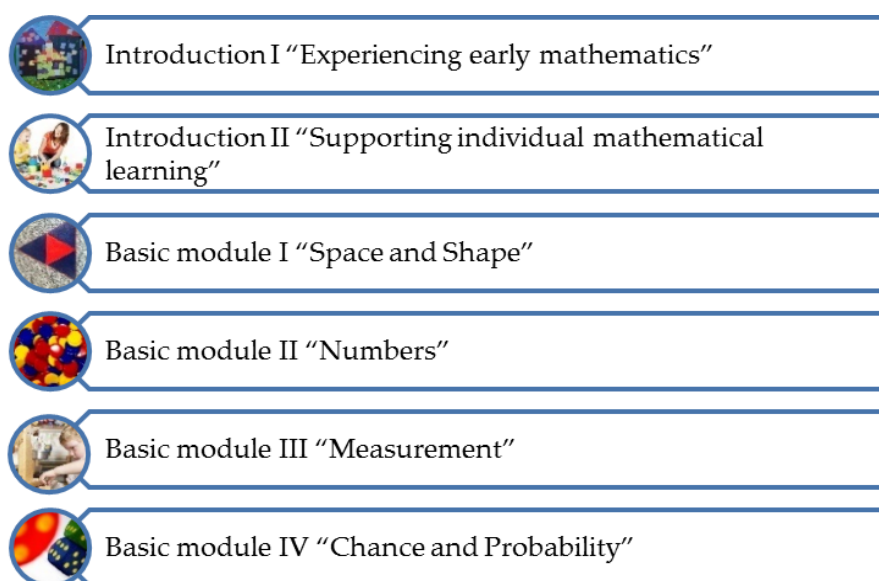 Introduction I “Experiencing early mathematics”
Introduction II “Supporting individual mathematical
learning”
Basic module I “Space and Shape”
Basic module II “Numbers”
Basic module III “Measurement”
Basic module IV “Chance and Probability”